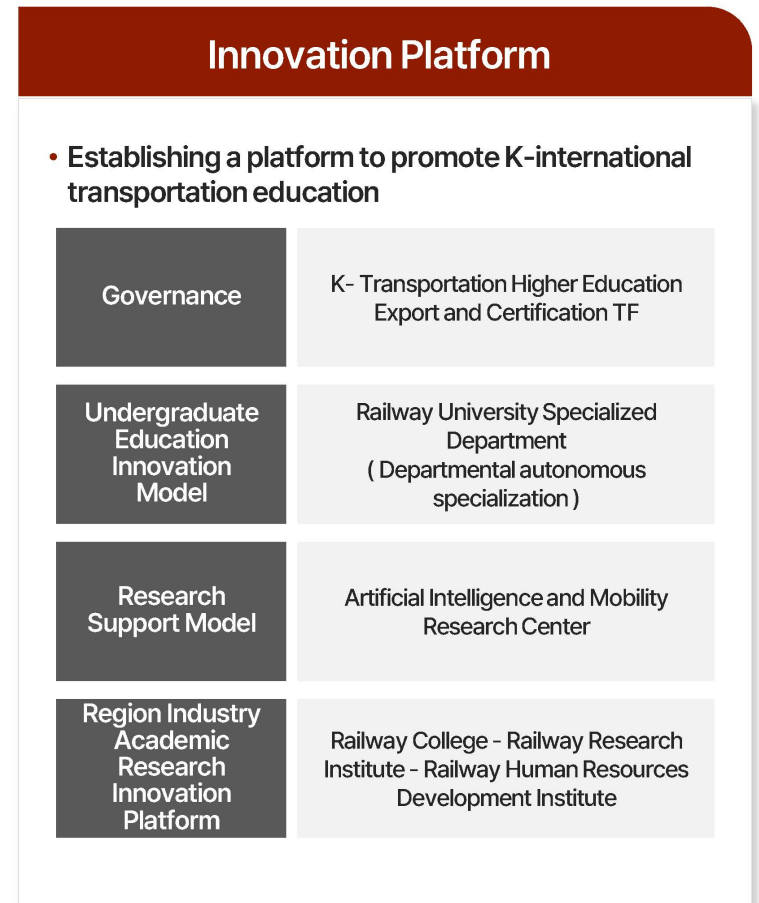 Innovation Platform
• Establishing a platform to promote K-international
transportation education
Governance
K- Transportation Higher Education
Export and Certification TF
Undergraduate
Education
Innovation
Model
Railway University Specialized
Department
( Departmental autonomous
specialization )
Research
Support Model
Artificial Intelligence and Mobility
Research Center
Region Industry
Academic
Research
Innovation
Platform
Railway College - Railway Research
Institute - Railway Human Resources
Development Institute